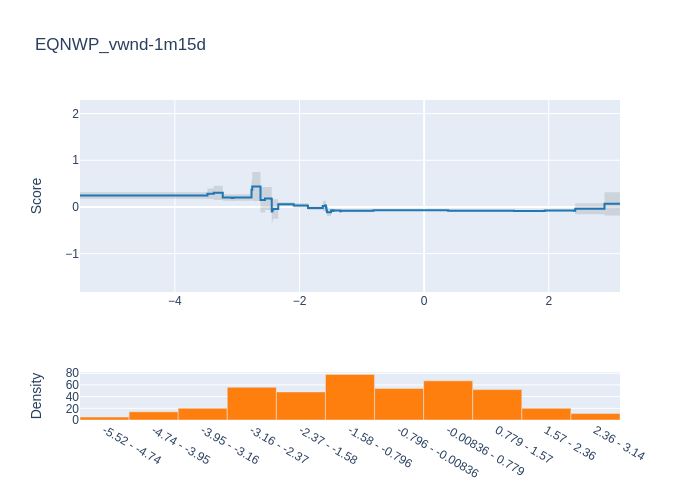 EQNWP_vwnd-1m15d
Score
2
1
0
−1
−4
−2
0
2
Density
80
60
40
20
0
-5.52 - -4.74
-4.74 - -3.95
-3.95 - -3.16
-3.16 - -2.37
-2.37 - -1.58
-1.58 - -0.796
-0.796 - -0.00836
-0.00836 - 0.779
0.779 - 1.57
1.57 - 2.36
2.36 - 3.14